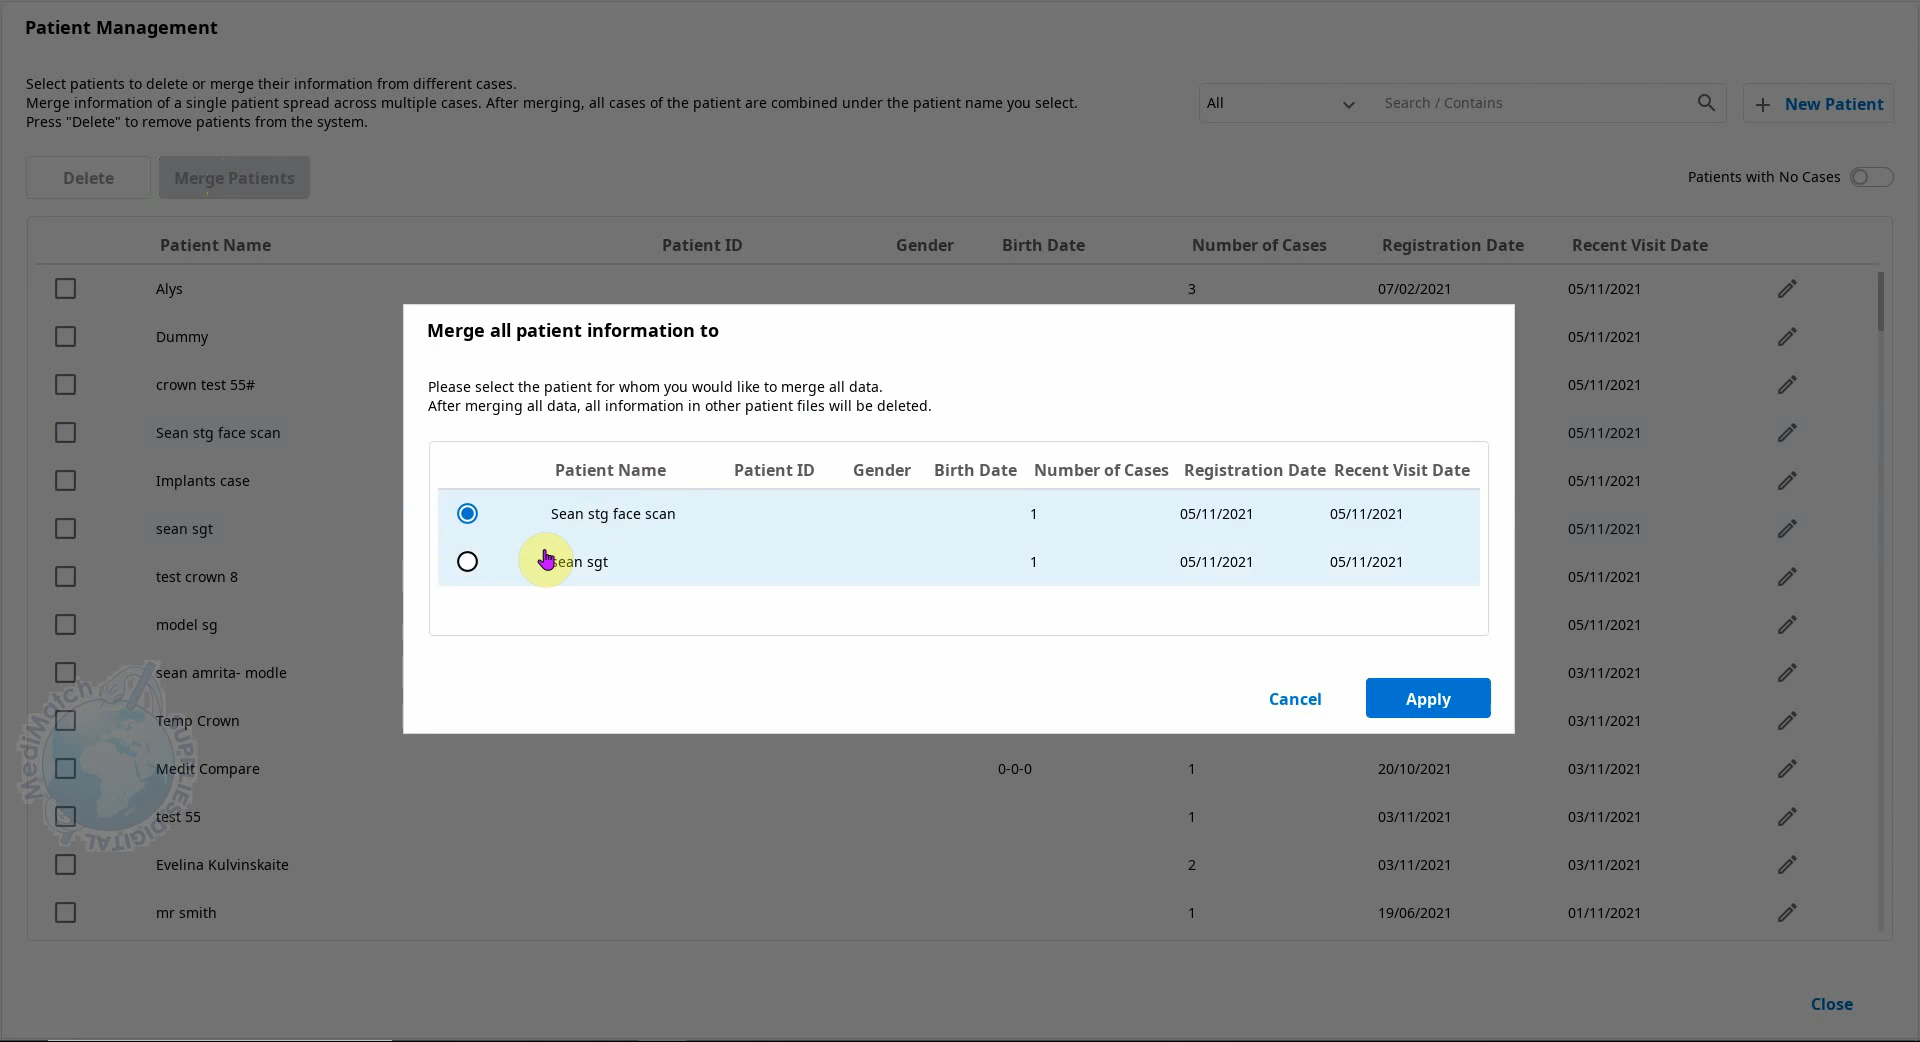 Patient Management
Select patients to delete or merge their information from different cases.
Merge information of a single patient spread across multiple cases. After merging, all cases of the patient are combined under the patient name you select.
Press "Delete" to remove patients from the system.
All Search / Contains + New Patient
Delete Merge Patients Patients with No Cases
Patient Name Patient ID Gender Birth Date Number of Cases Registration Date Recent Visit Date
Alys 3 07/02/2021 05/11/2021
Dummy 05/11/2021
crown test 55# 05/11/2021
Sean stg face scan 05/11/2021
Implants case 05/11/2021
sean sgt 05/11/2021
test crown 8 05/11/2021
model sg 05/11/2021
sean amrita- modle 03/11/2021
Temp Crown 03/11/2021
Medit Compare 0-0-0 1 20/10/2021 03/11/2021
test 55 1 03/11/2021 03/11/2021
Evelina Kulvinskaite 2 03/11/2021 03/11/2021
mr smith 1 19/06/2021 01/11/2021
Close
Merge all patient information to
Please select the patient for whom you would like to merge all data.
After merging all data, all information in other patient files will be deleted.
Patient Name Patient ID Gender Birth Date Number of Cases Registration Date Recent Visit Date
Sean stg face scan 1 05/11/2021 05/11/2021
sean sgt 1 05/11/2021 05/11/2021
Cancel Apply
MediMatch
DIGITAL SUPPLIES